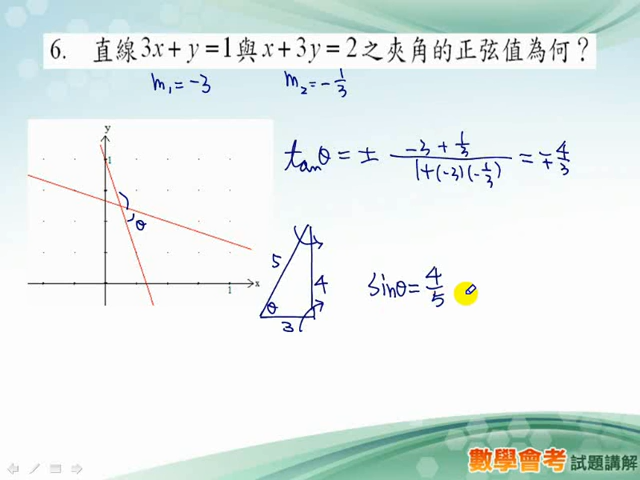 6. 直線3x+y=1與x+3y=2之夾角的正弦值為何？
m₁=-3 m₂=-1/3
y
1
tanθ=± (-3+1/3)/(1+(-3)(-1/3)) =∓4/3
θ
x
1
5
4
θ
3
sinθ=4/5
數學會考試題講解